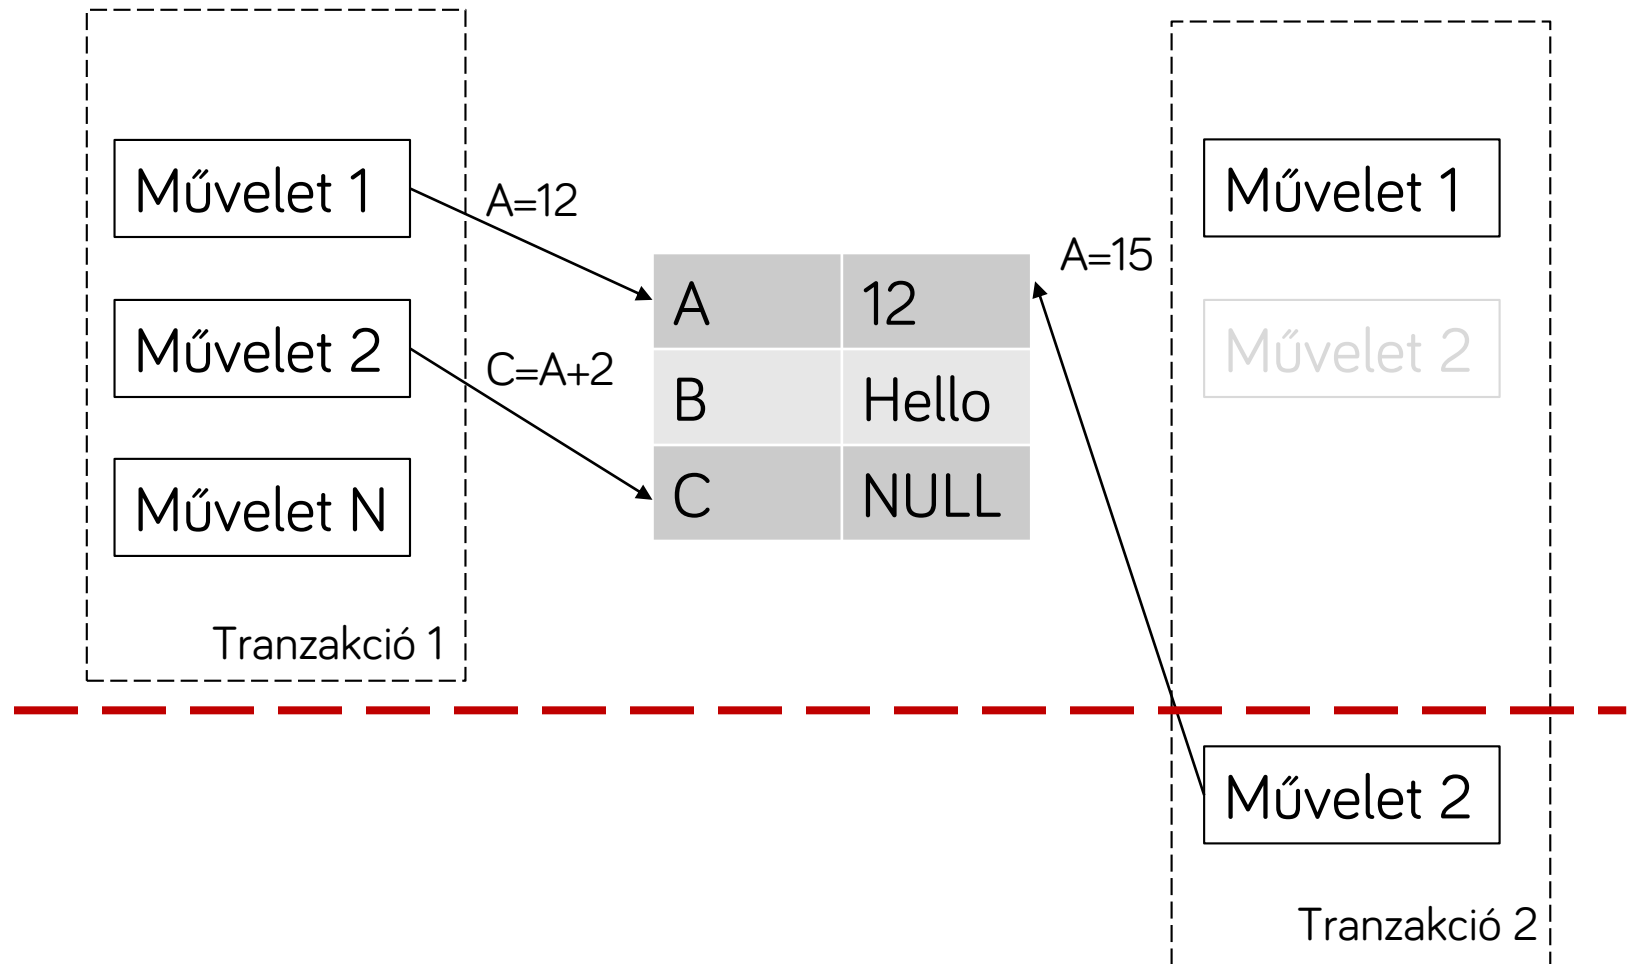 Művelet 1
A=12
Művelet 2
C=A+2
Művelet N
Tranzakció 1
A 12
B Hello
C NULL
A=15
Művelet 1
Művelet 2
Művelet 2
Tranzakció 2